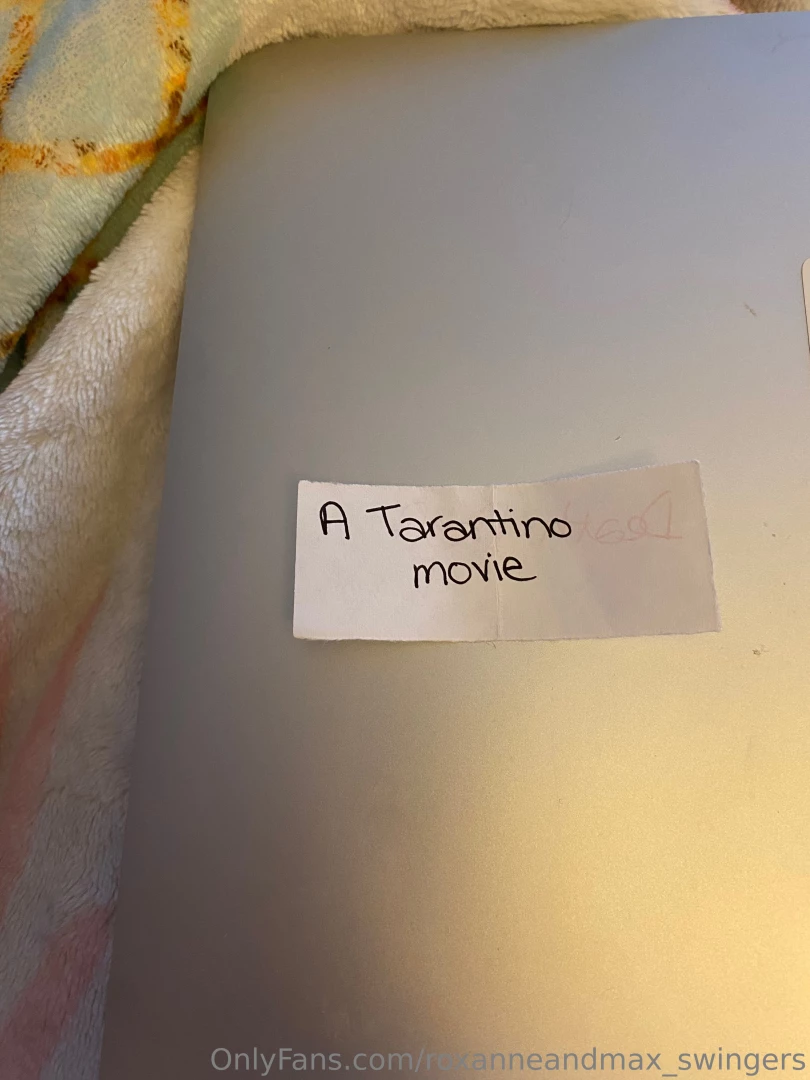 A Tarantino
movie
OnlyFans.com/roxanneandmax_swingers